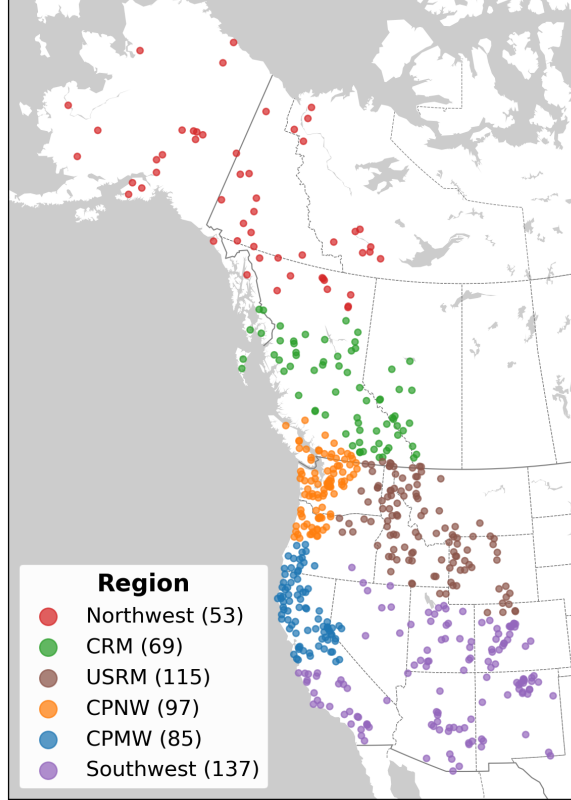 Region
Northwest (53)
CRM (69)
USRM (115)
CPNW (97)
CPMW (85)
Southwest (137)